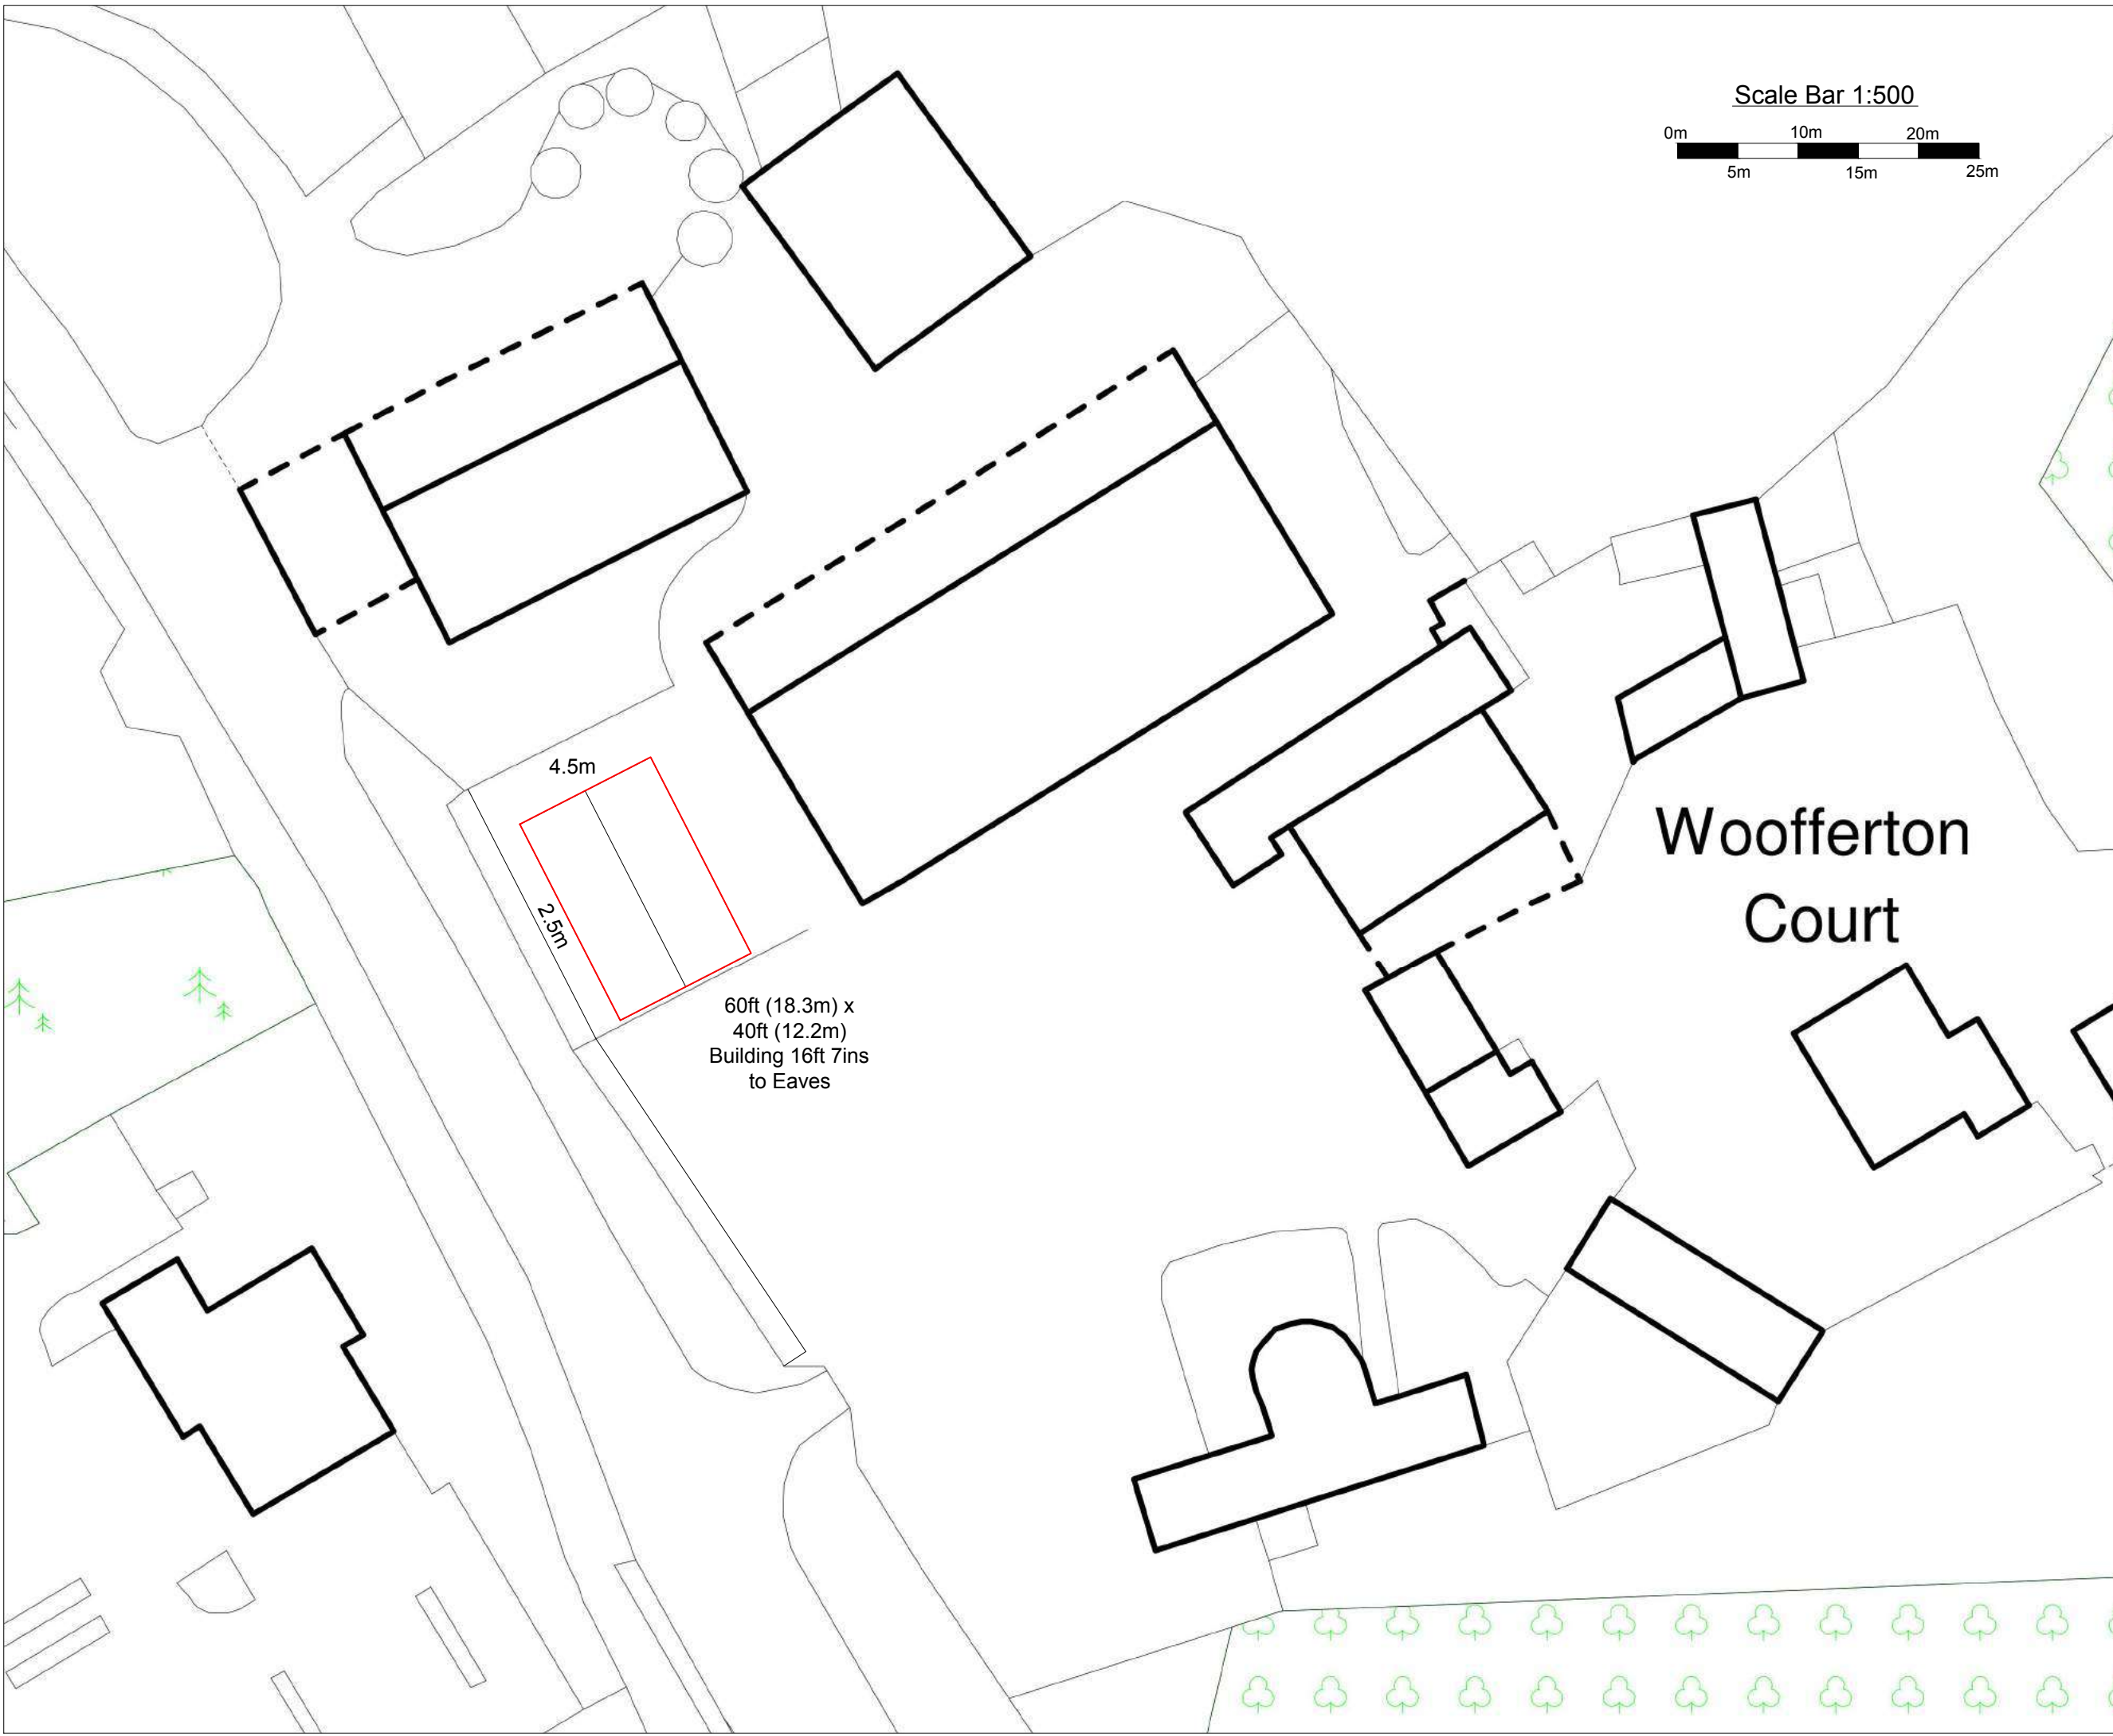 Scale Bar 1:500
0m 10m 20m
5m 15m 25m
4.5m
2.5m
Woofferton
Court
60ft (18.3m) x
40ft (12.2m)
Building 16ft 7ins
to Eaves